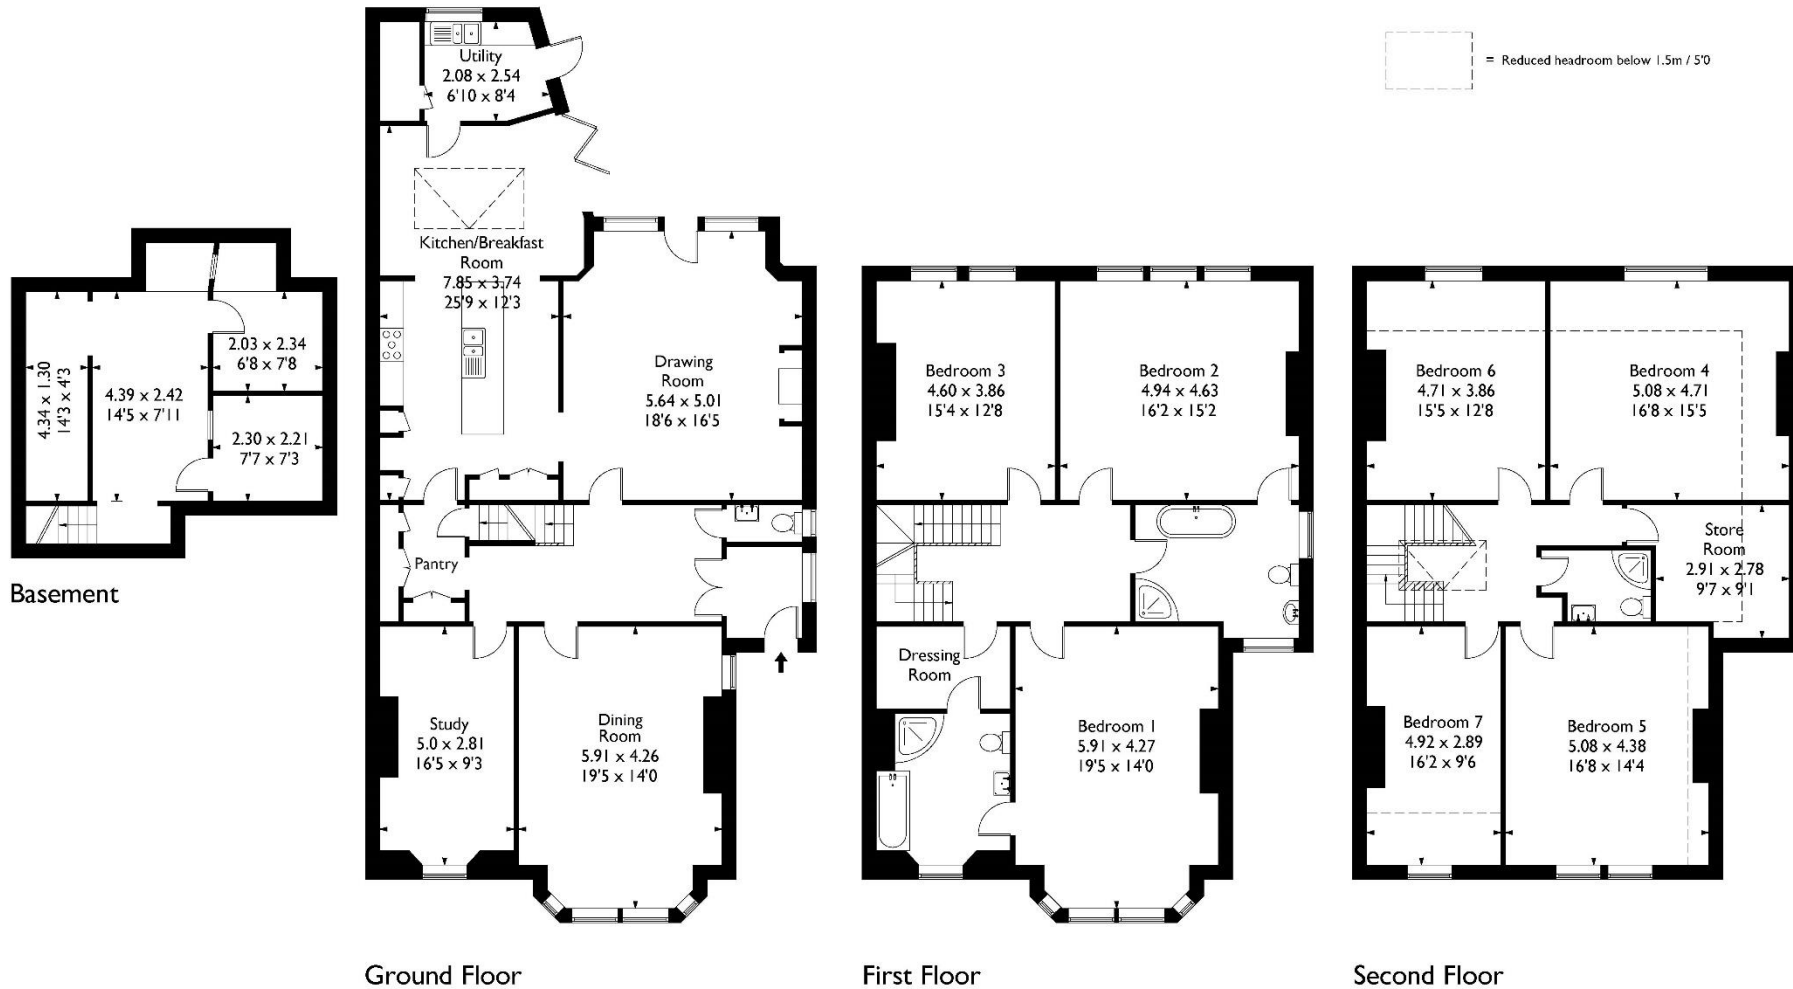 = Reduced headroom below 1.5m / 5'0
4.34 x 1.30
14'3 x 4'3
4.39 x 2.42
14'5 x 7'11
2.03 x 2.34
6'8 x 7'8
2.30 x 2.21
7'7 x 7'3
Basement
Utility
2.08 x 2.54
6'10 x 8'4
Kitchen/Breakfast
Room
7.85 x 3.74
25'9 x 12'3
Drawing
Room
5.64 x 5.01
18'6 x 16'5
Pantry
Study
5.0 x 2.81
16'5 x 9'3
Dining
Room
5.91 x 4.26
19'5 x 14'0
Ground Floor
Bedroom 3
4.60 x 3.86
15'4 x 12'8
Bedroom 2
4.94 x 4.63
16'2 x 15'2
Dressing
Room
Bedroom 1
5.91 x 4.27
19'5 x 14'0
First Floor
Bedroom 6
4.71 x 3.86
15'5 x 12'8
Bedroom 4
5.08 x 4.71
16'8 x 15'5
Store
Room
2.91 x 2.78
9'7 x 9'1
Bedroom 7
4.92 x 2.89
16'2 x 9'6
Bedroom 5
5.08 x 4.38
16'8 x 14'4
Second Floor